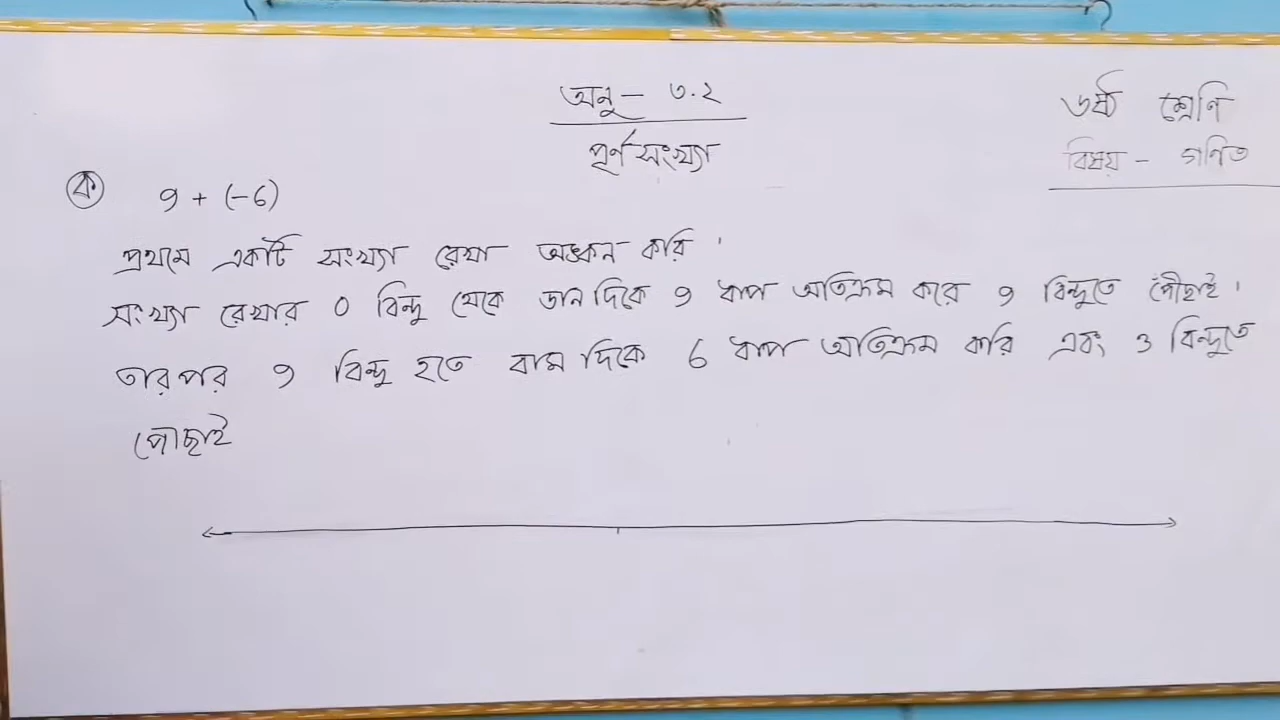 অনু - ৩.২
৬ষ্ঠ শ্রেণি
পূর্ণসংখ্যা
বিষয় - গণিত
ক 9 + (-6)
প্রথমে একটি সংখ্যা রেখা অঙ্কন করি।
সংখ্যা রেখার 0 বিন্দু থেকে ডানদিকে 9 ধাপ অতিক্রম করে 9 বিন্দুতে পৌঁছাই।
তারপর 9 বিন্দু হতে বামদিকে 6 ধাপ অতিক্রম করি এবং 3 বিন্দুতে
পৌছাই